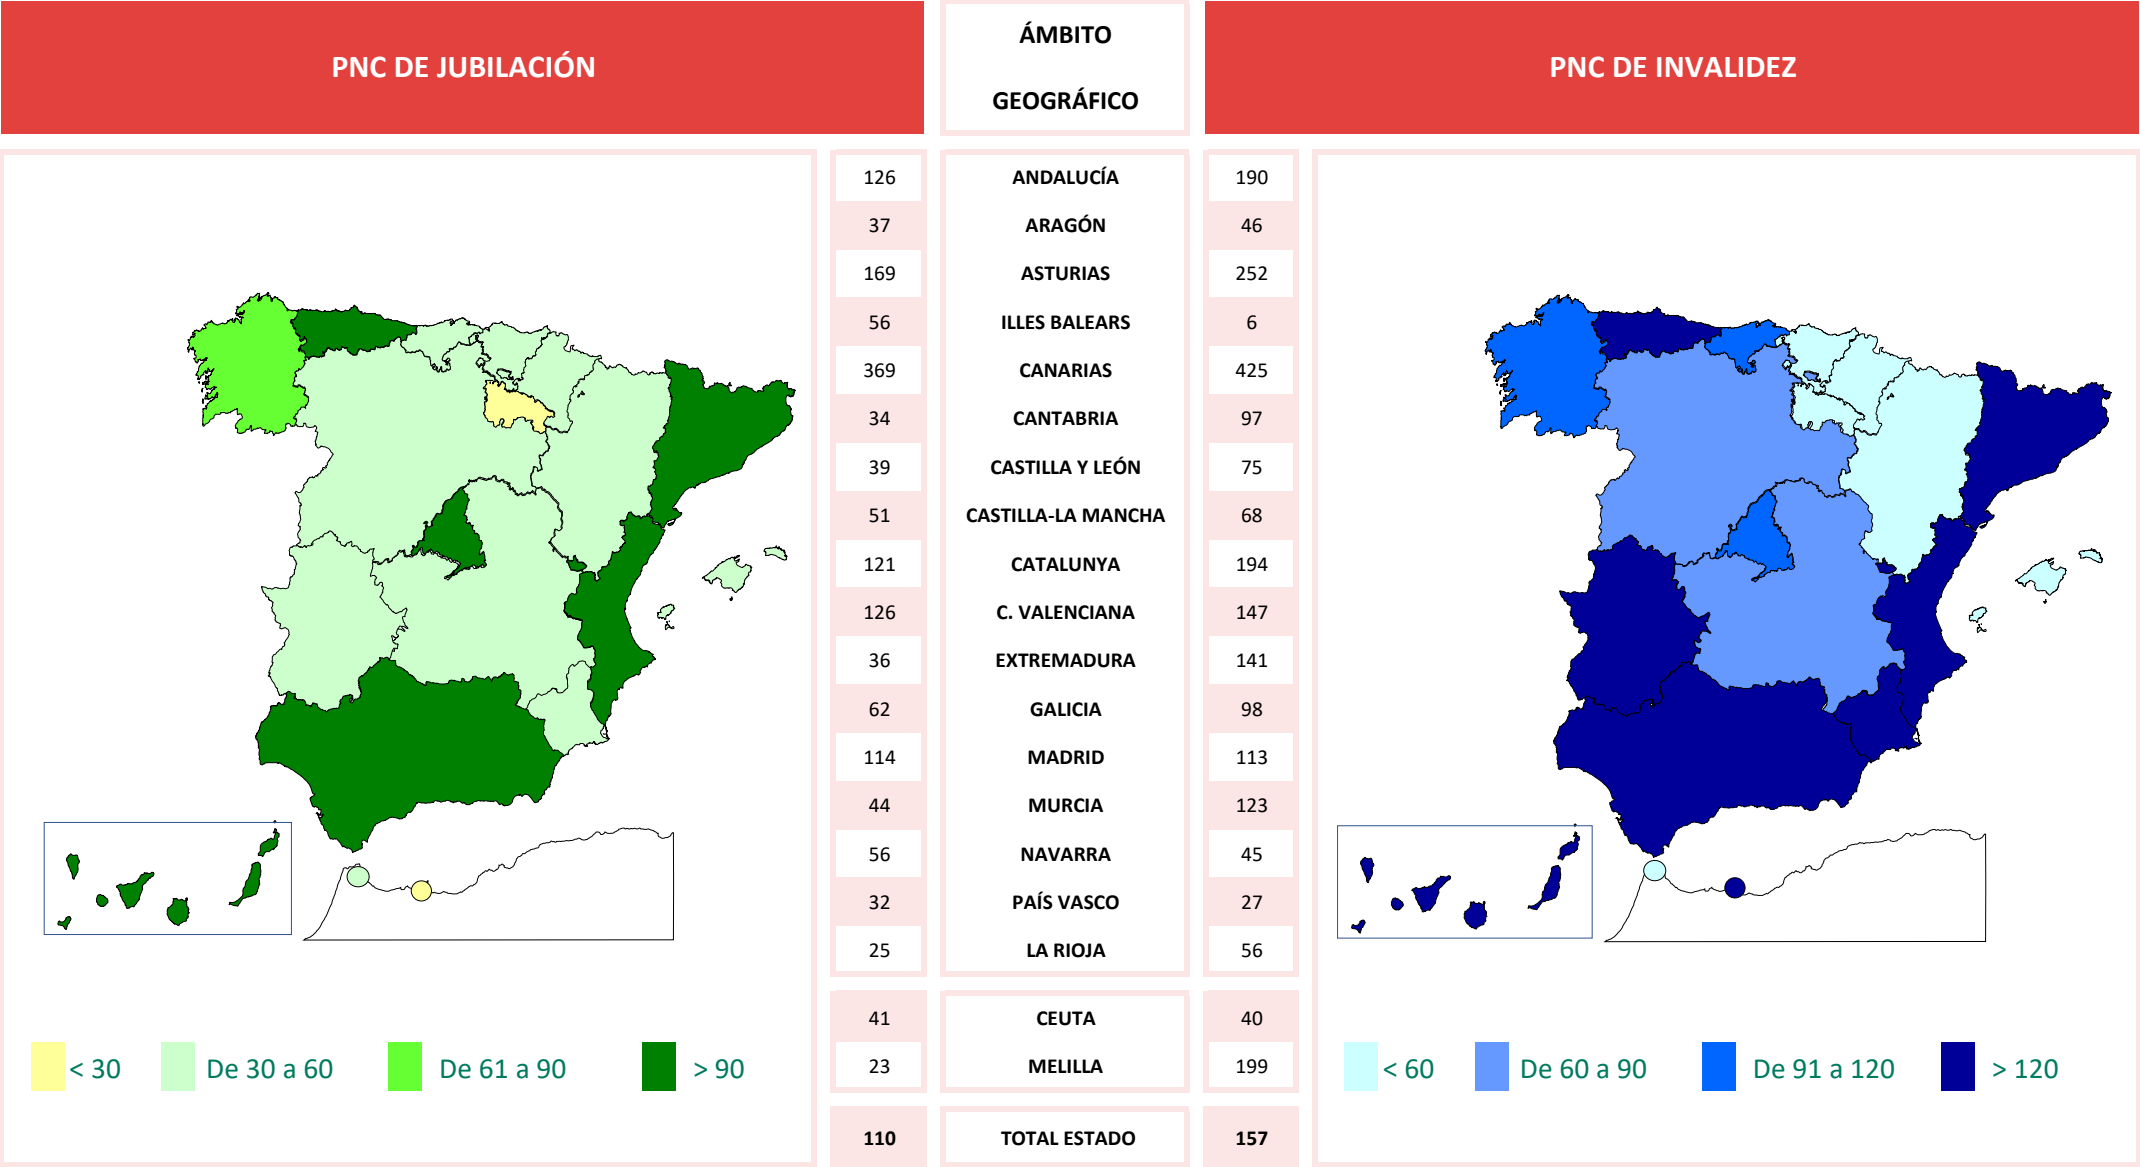 PNC DE JUBILACIÓN
ÁMBITO
GEOGRÁFICO
PNC DE INVALIDEZ
126 ANDALUCÍA 190
37 ARAGÓN 46
169 ASTURIAS 252
56 ILLES BALEARS 6
369 CANARIAS 425
34 CANTABRIA 97
39 CASTILLA Y LEÓN 75
51 CASTILLA-LA MANCHA 68
121 CATALUNYA 194
126 C. VALENCIANA 147
36 EXTREMADURA 141
62 GALICIA 98
114 MADRID 113
44 MURCIA 123
56 NAVARRA 45
32 PAÍS VASCO 27
25 LA RIOJA 56
41 CEUTA 40
23 MELILLA 199
110 TOTAL ESTADO 157
< 30 De 30 a 60 De 61 a 90 > 90
< 60 De 60 a 90 De 91 a 120 > 120